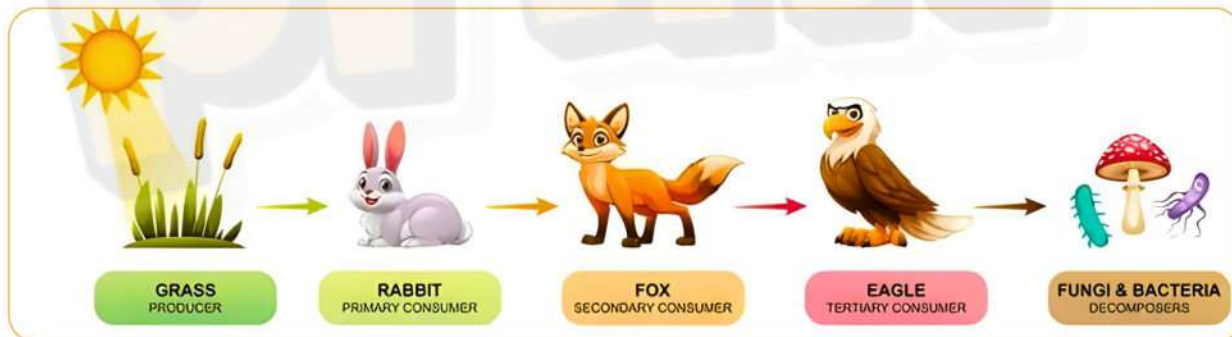 GRASS
PRODUCER
RABBIT
PRIMARY CONSUMER
FOX
SECONDARY CONSUMER
EAGLE
TERTIARY CONSUMER
FUNGI & BACTERIA
DECOMPOSERS